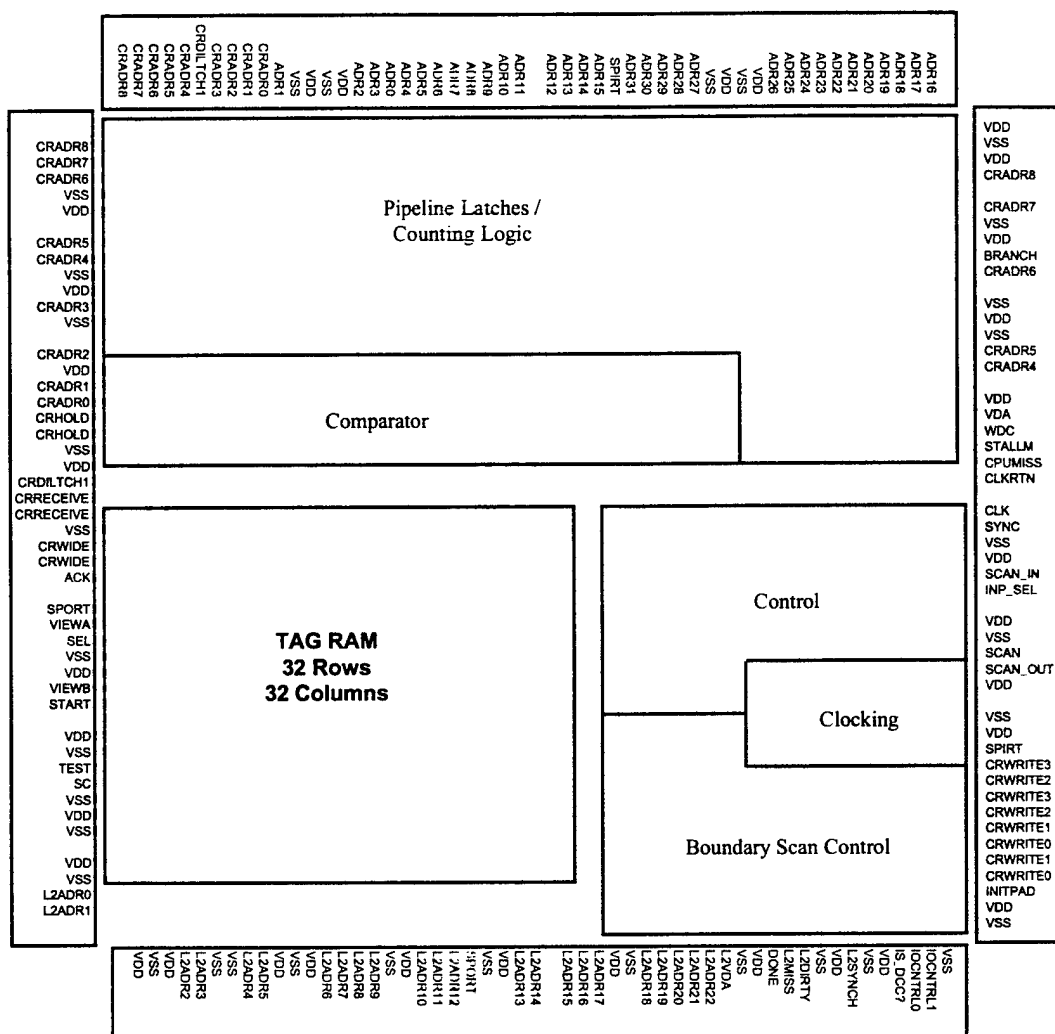 CRADR8
CRADR7
CRADR6
CRADR5
CRADR4
CRDILTCH1
CRADR3
CRADR2
CRADR1
CRADR0
ADR1
VSS
VDD
VSS
VDD
ADR2
ADR3
ADR0
ADR4
ADR5
ADR6
ADR7
ADR8
ADR9
ADR10
ADR11
ADR12
ADR13
ADR14
ADR15
SPIRT
ADR31
ADR30
ADR29
ADR28
ADR27
VSS
VDD
VSS
VDD
ADR26
ADR25
ADR24
ADR23
ADR22
ADR21
ADR20
ADR19
ADR18
ADR17
ADR16
CRADR8
CRADR7
CRADR6
VSS
VDD
CRADR5
CRADR4
VSS
VDD
CRADR3
VSS
CRADR2
VDD
CRADR1
CRADR0
CRHOLD
CRHOLD
VSS
VDD
CRDILTCH1
CRRECEIVE
CRRECEIVE
VSS
CRWIDE
CRWIDE
ACK
SPORT
VIEWA
SEL
VSS
VDD
VIEWB
START
VDD
VSS
TEST
SC
VSS
VDD
VSS
VDD
VSS
L2ADR0
L2ADR1
Pipeline Latches /
Counting Logic
Comparator
TAG RAM
32 Rows
32 Columns
Control
Clocking
Boundary Scan Control
VDD
VSS
VDD
CRADR8
CRADR7
VSS
VDD
BRANCH
CRADR6
VSS
VDD
VSS
CRADR5
CRADR4
VDD
VDA
WDC
STALLM
CPUMISS
CLKRTN
CLK
SYNC
VSS
VDD
SCAN_IN
INP_SEL
VDD
VSS
SCAN
SCAN_OUT
VDD
VSS
VDD
SPIRT
CRWRITE3
CRWRITE2
CRWRITE3
CRWRITE2
CRWRITE1
CRWRITE0
CRWRITE1
CRWRITE0
INITPAD
VDD
VSS
VDD
VSS
VDD
L2ADR2
L2ADR3
VSS
VSS
L2ADR4
L2ADR5
VDD
VSS
VDD
L2ADR6
L2ADR7
L2ADR8
L2ADR9
VSS
VDD
L2ADR10
L2ADR11
L2ADR12
SPORT
VSS
VDD
L2ADR13
L2ADR14
L2ADR15
L2ADR16
L2ADR17
VDD
VSS
L2ADR18
L2ADR19
L2ADR20
L2ADR21
L2ADR22
L2VDA
VSS
VDD
DONE
L2MISS
L2DIRTY
VSS
VDD
L2SYNCH
VSS
VDD
IS_DCC?
IOCNTRL0
IOCNTRL1
VSS